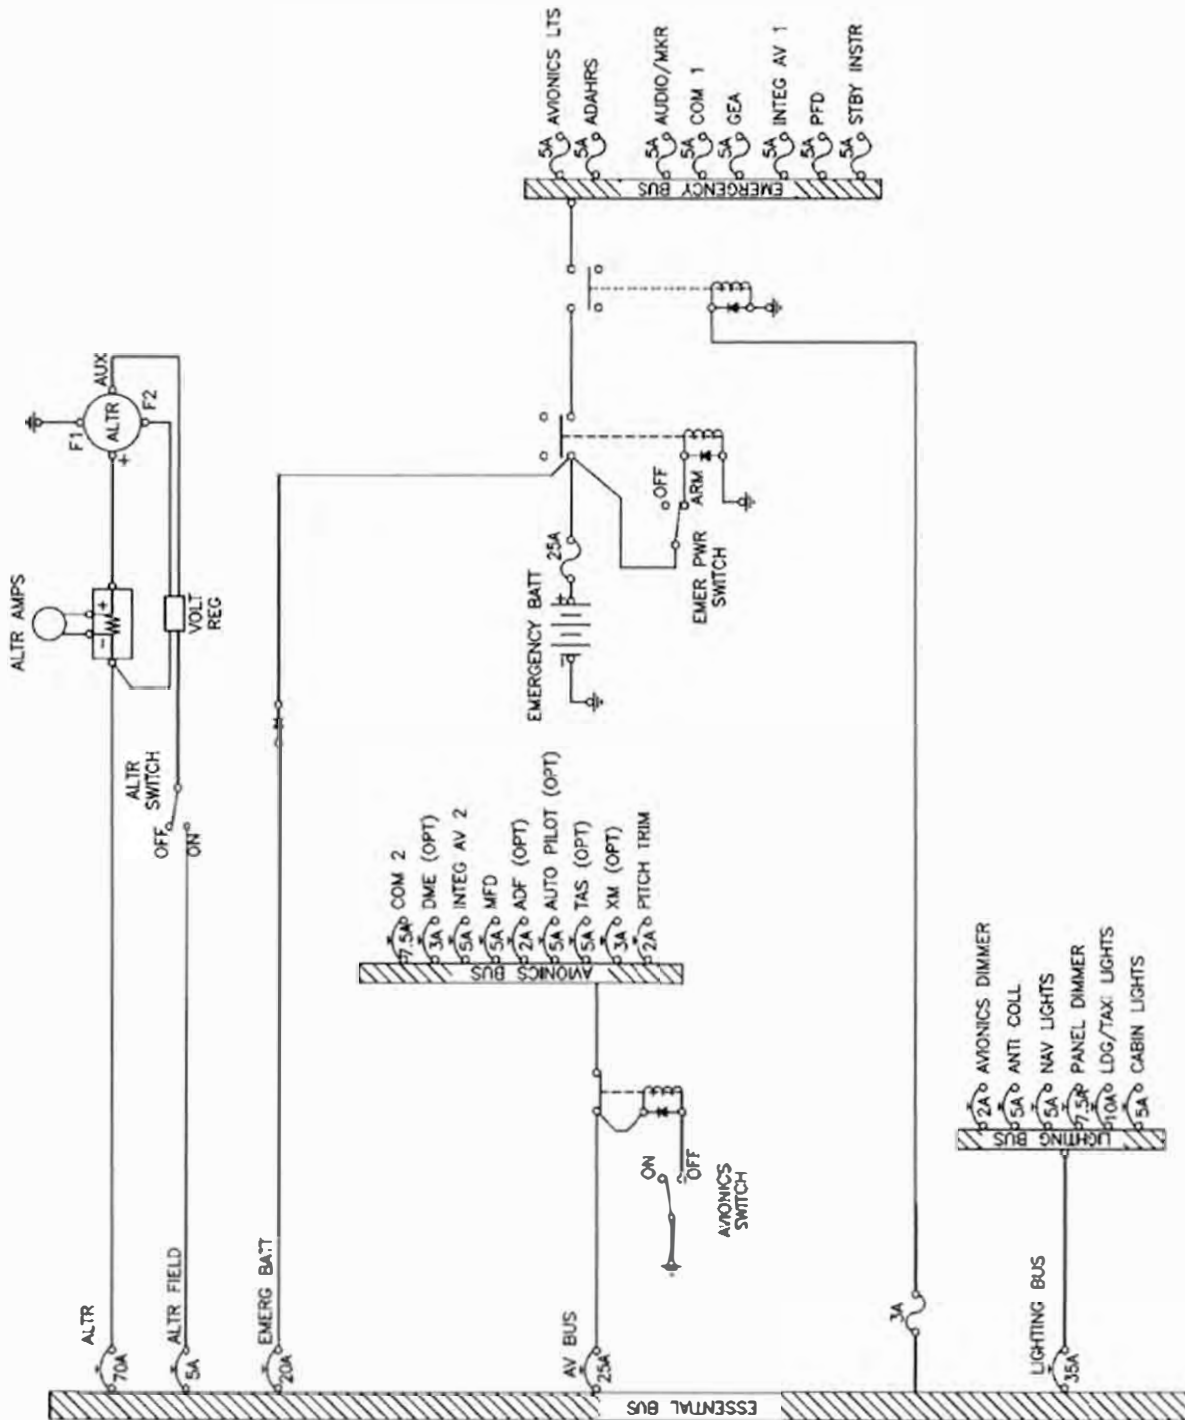 ALTR AMPS
F1
AUX
ALTR
F2
+
- +
VOLT
REG
ALTR
SWITCH
OFF
ON
ALTR
70A
ALTR FIELD
5A
EMERG BATT
20A
AV BUS
25A
3A
LIGHTING BUS
35A
ESSENTIAL BUS
5A AVIONICS LTS
5A ADAHRS
5A AUDIO/MKR
5A COM 1
5A GEA
5A INTEG AV 1
5A PFD
5A STBY INSTR
EMERGENCY BUS
EMERGENCY BATT
- +
25A
OFF
ARM
EMER PWR
SWITCH
7.5A COM 2
3A DME (OPT)
5A INTEG AV 2
5A MFD
2A ADF (OPT)
5A AUTO PILOT (OPT)
5A TAS (OPT)
3A XM (OPT)
2A PITCH TRIM
AVIONICS BUS
ON
OFF
AVIONICS
SWITCH
2A AVIONICS DIMMER
5A ANTI COLL
5A NAV LIGHTS
7.5A PANEL DIMMER
10A LDG/TAXI LIGHTS
5A CABIN LIGHTS
LIGHTING BUS